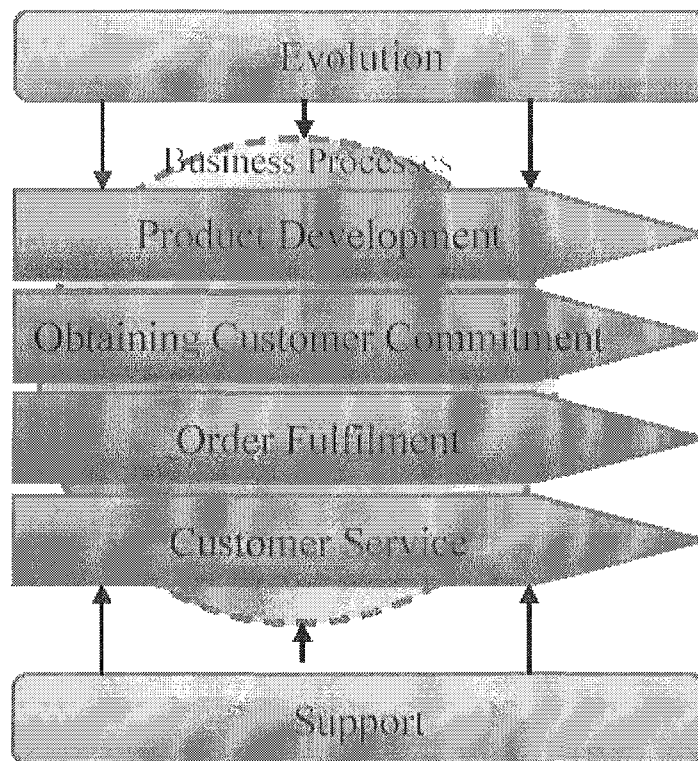 Evolution
Business Processes
Product Development
Obtaining Customer Commitment
Order Fulfilment
Customer Service
Support